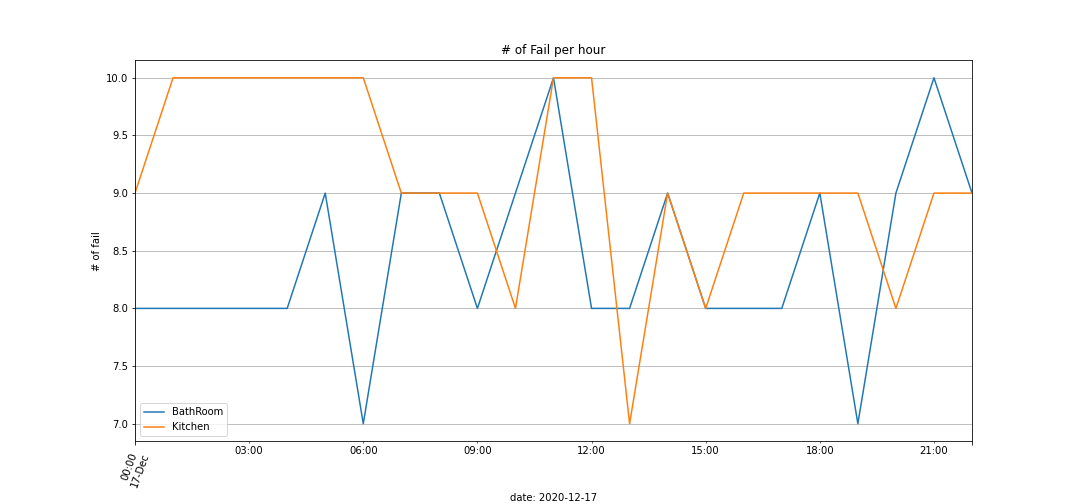 # of Fail per hour
10.0
9.5
9.0
8.5
8.0
7.5
7.0
# of fail
BathRoom
Kitchen
00:00
17-Dec
03:00
06:00
09:00
12:00
15:00
18:00
21:00
date: 2020-12-17